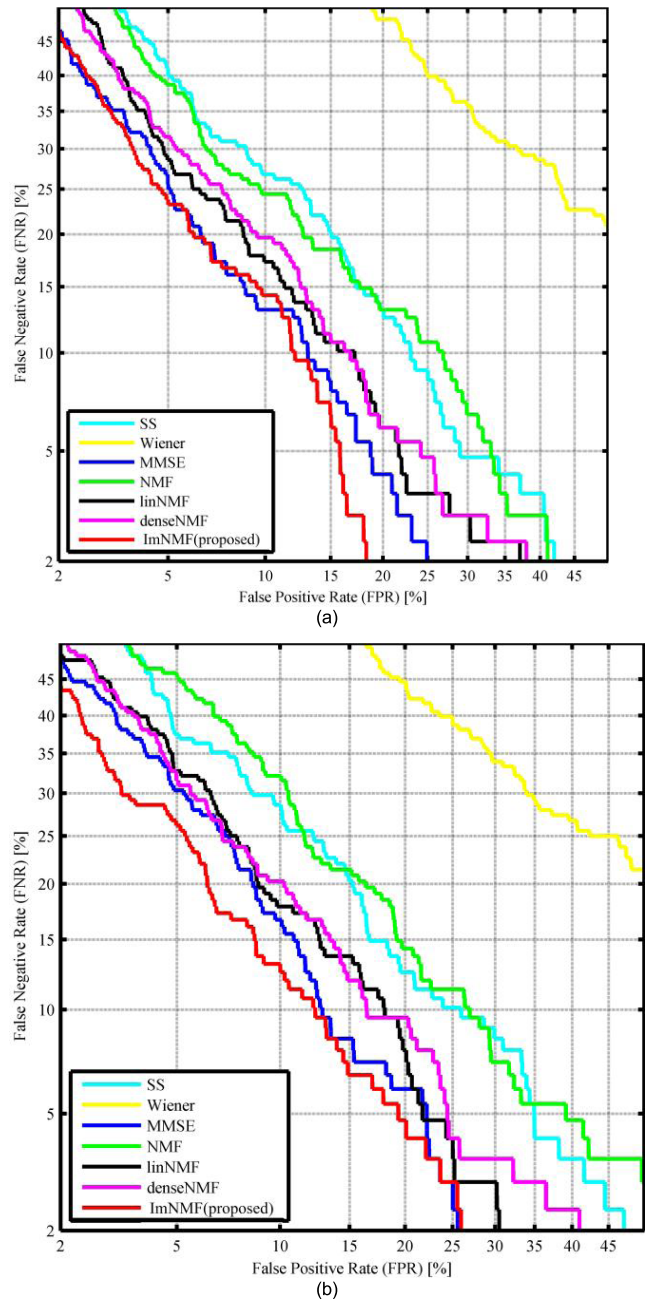 False Negative Rate (FNR) [%]
45
40
35
30
25
20
15
10
5
2
SS
Wiener
MMSE
NMF
linNMF
denseNMF
ImNMF(proposed)
2 5 10 15 20 25 30 35 40 45
False Positive Rate (FPR) [%]
(a)
False Negative Rate (FNR) [%]
45
40
35
30
25
20
15
10
5
2
SS
Wiener
MMSE
NMF
linNMF
denseNMF
ImNMF(proposed)
2 5 10 15 20 25 30 35 40 45
False Positive Rate (FPR) [%]
(b)